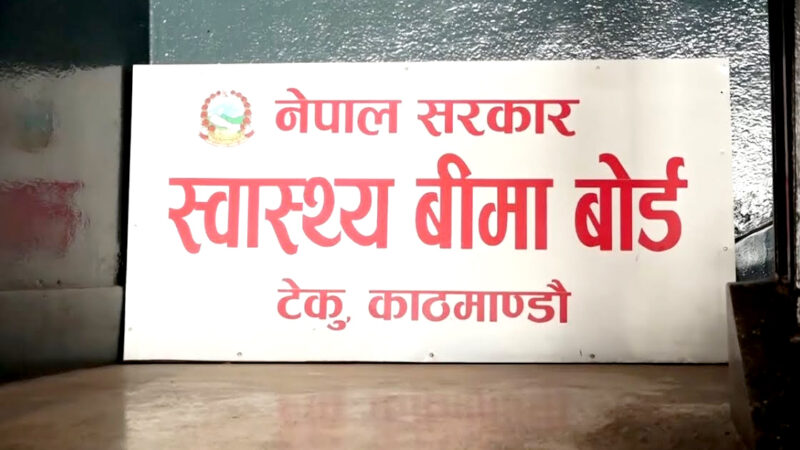 नेपाल सरकार
स्वास्थ्य बीमा बोर्ड
टेकु, काठमाण्डौ